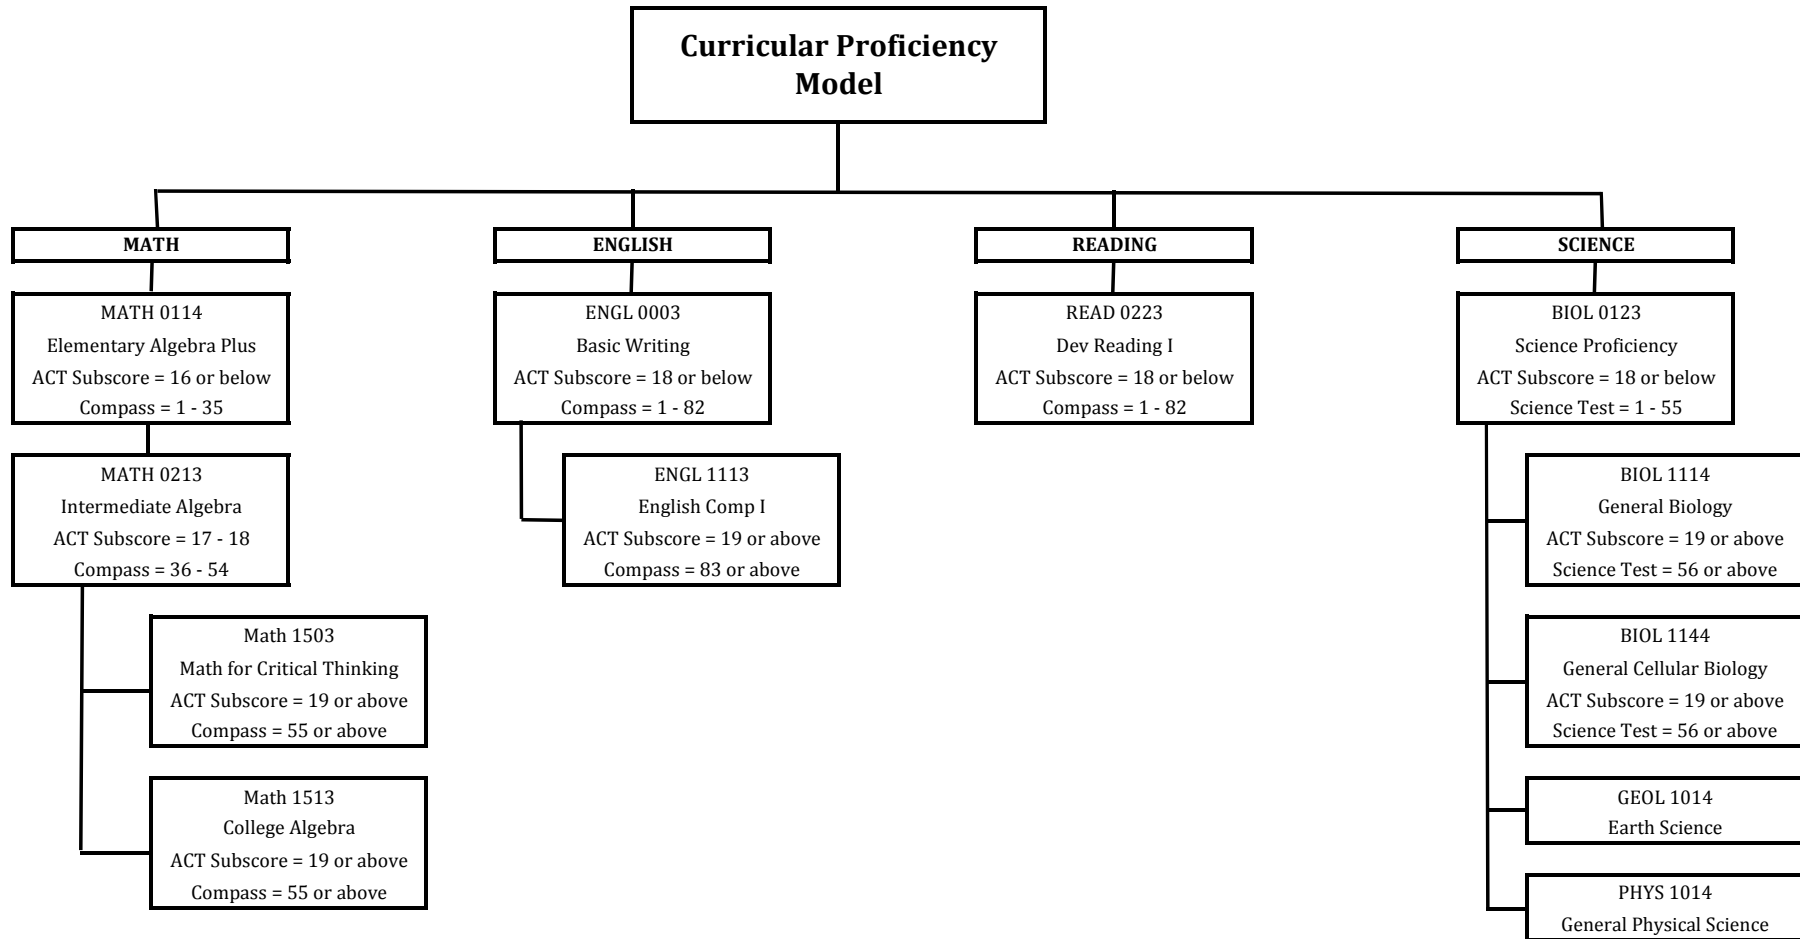 Curricular Proficiency
Model
MATH
ENGLISH
READING
SCIENCE
MATH 0114
Elementary Algebra Plus
ACT Subscore = 16 or below
Compass = 1 - 35
ENGL 0003
Basic Writing
ACT Subscore = 18 or below
Compass = 1 - 82
READ 0223
Dev Reading I
ACT Subscore = 18 or below
Compass = 1 - 82
BIOL 0123
Science Proficiency
ACT Subscore = 18 or below
Science Test = 1 - 55
MATH 0213
Intermediate Algebra
ACT Subscore = 17 - 18
Compass = 36 - 54
ENGL 1113
English Comp I
ACT Subscore = 19 or above
Compass = 83 or above
BIOL 1114
General Biology
ACT Subscore = 19 or above
Science Test = 56 or above
Math 1503
Math for Critical Thinking
ACT Subscore = 19 or above
Compass = 55 or above
BIOL 1144
General Cellular Biology
ACT Subscore = 19 or above
Science Test = 56 or above
Math 1513
College Algebra
ACT Subscore = 19 or above
Compass = 55 or above
GEOL 1014
Earth Science
PHYS 1014
General Physical Science